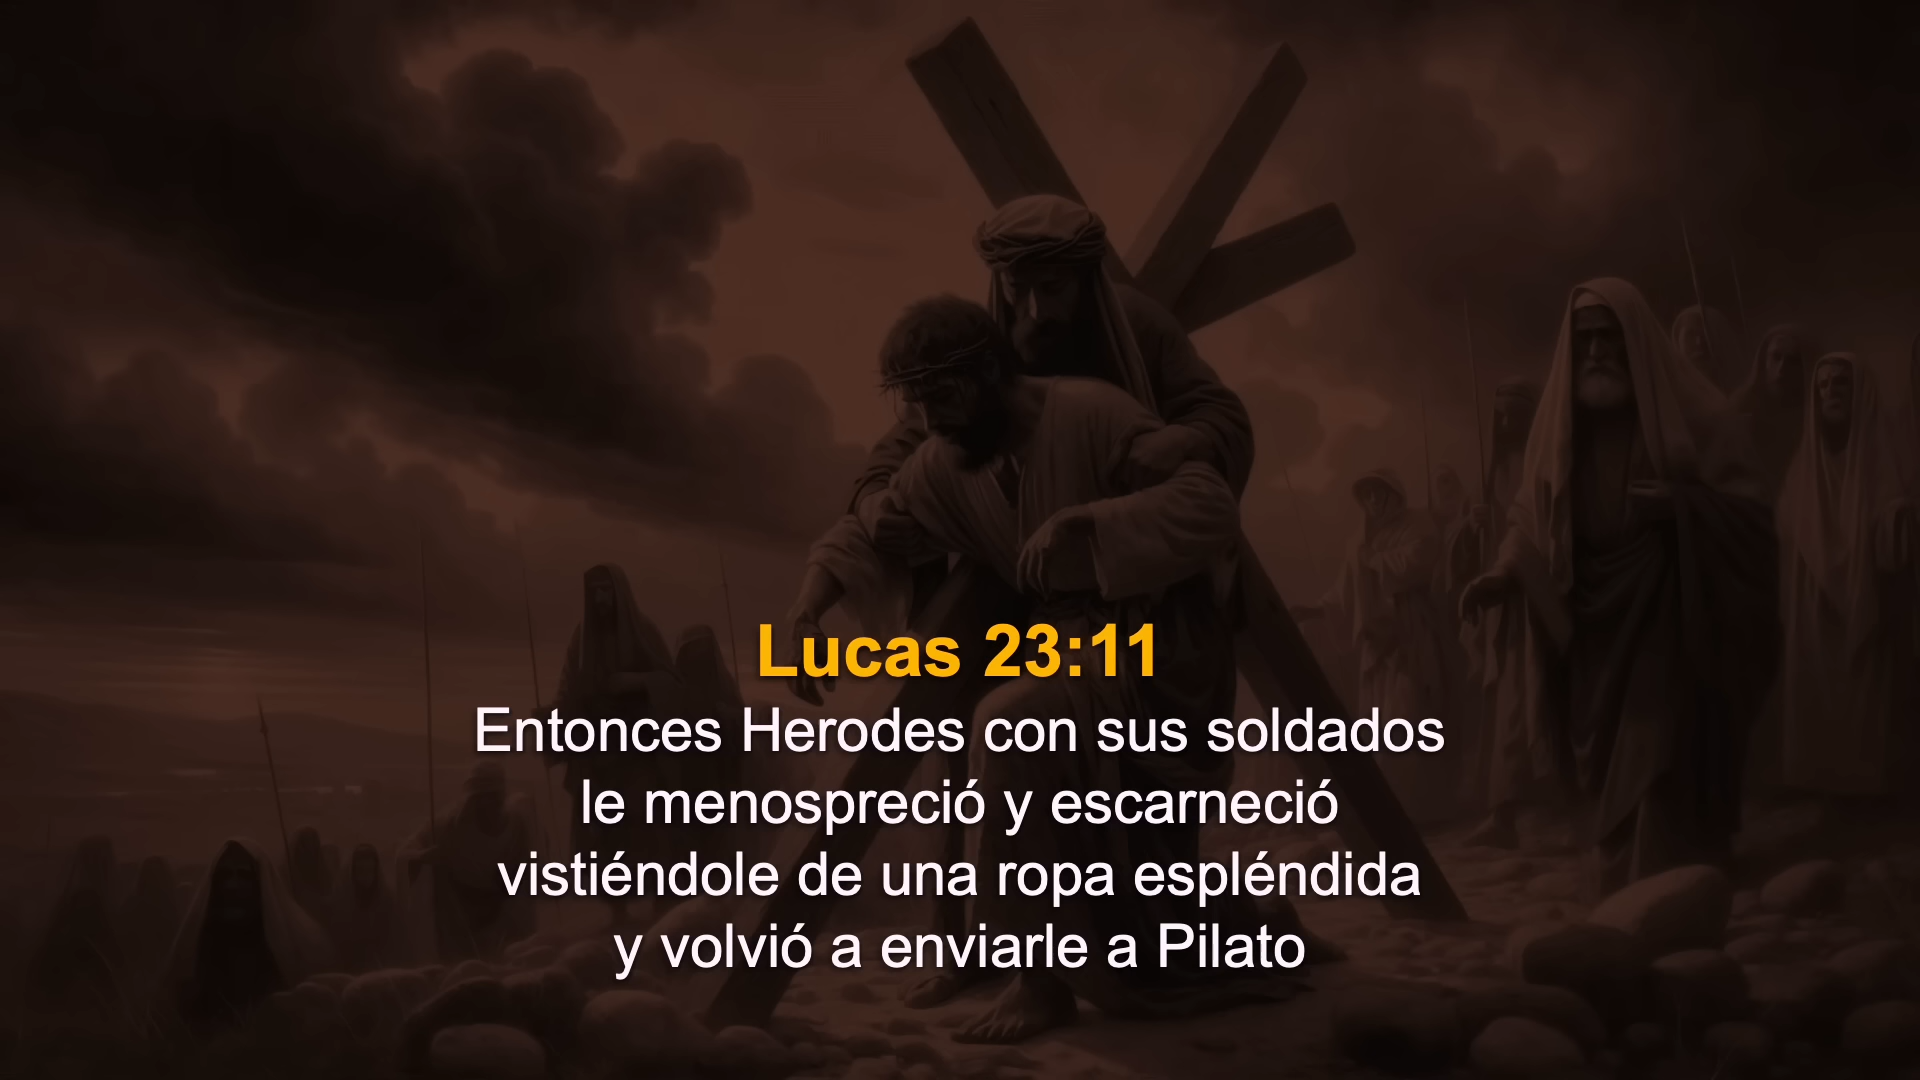 Lucas 23:11
Entonces Herodes con sus soldados
le menospreció y escarneció
vistiéndole de una ropa espléndida
y volvió a enviarle a Pilato